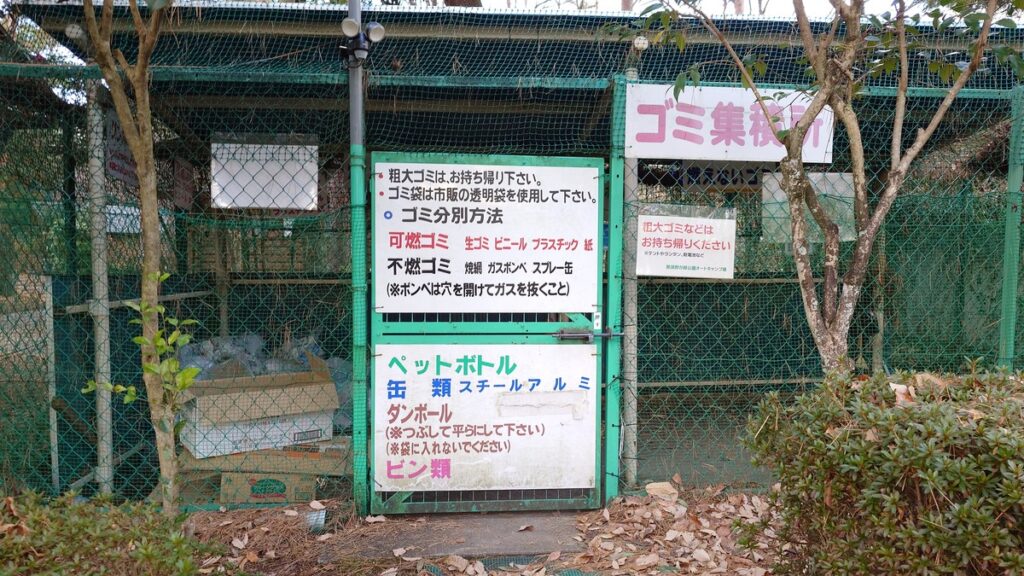 ・粗大ゴミは、お持ち帰り下さい。
・ゴミ袋は市販の透明袋を使用して下さい。
○ ゴミ分別方法
可燃ゴミ 生ゴミ ビニール プラスチック 紙
不燃ゴミ 焼網 ガスボンベ スプレー缶
(※ボンベは穴を開けてガスを抜くこと)
ペットボトル
缶 類 スチール アルミ
ダンボール
(※つぶして平らにして下さい)
(※袋に入れないでください)
ビン類
ゴミ集積所
粗大ゴミなどは
お持ち帰りください